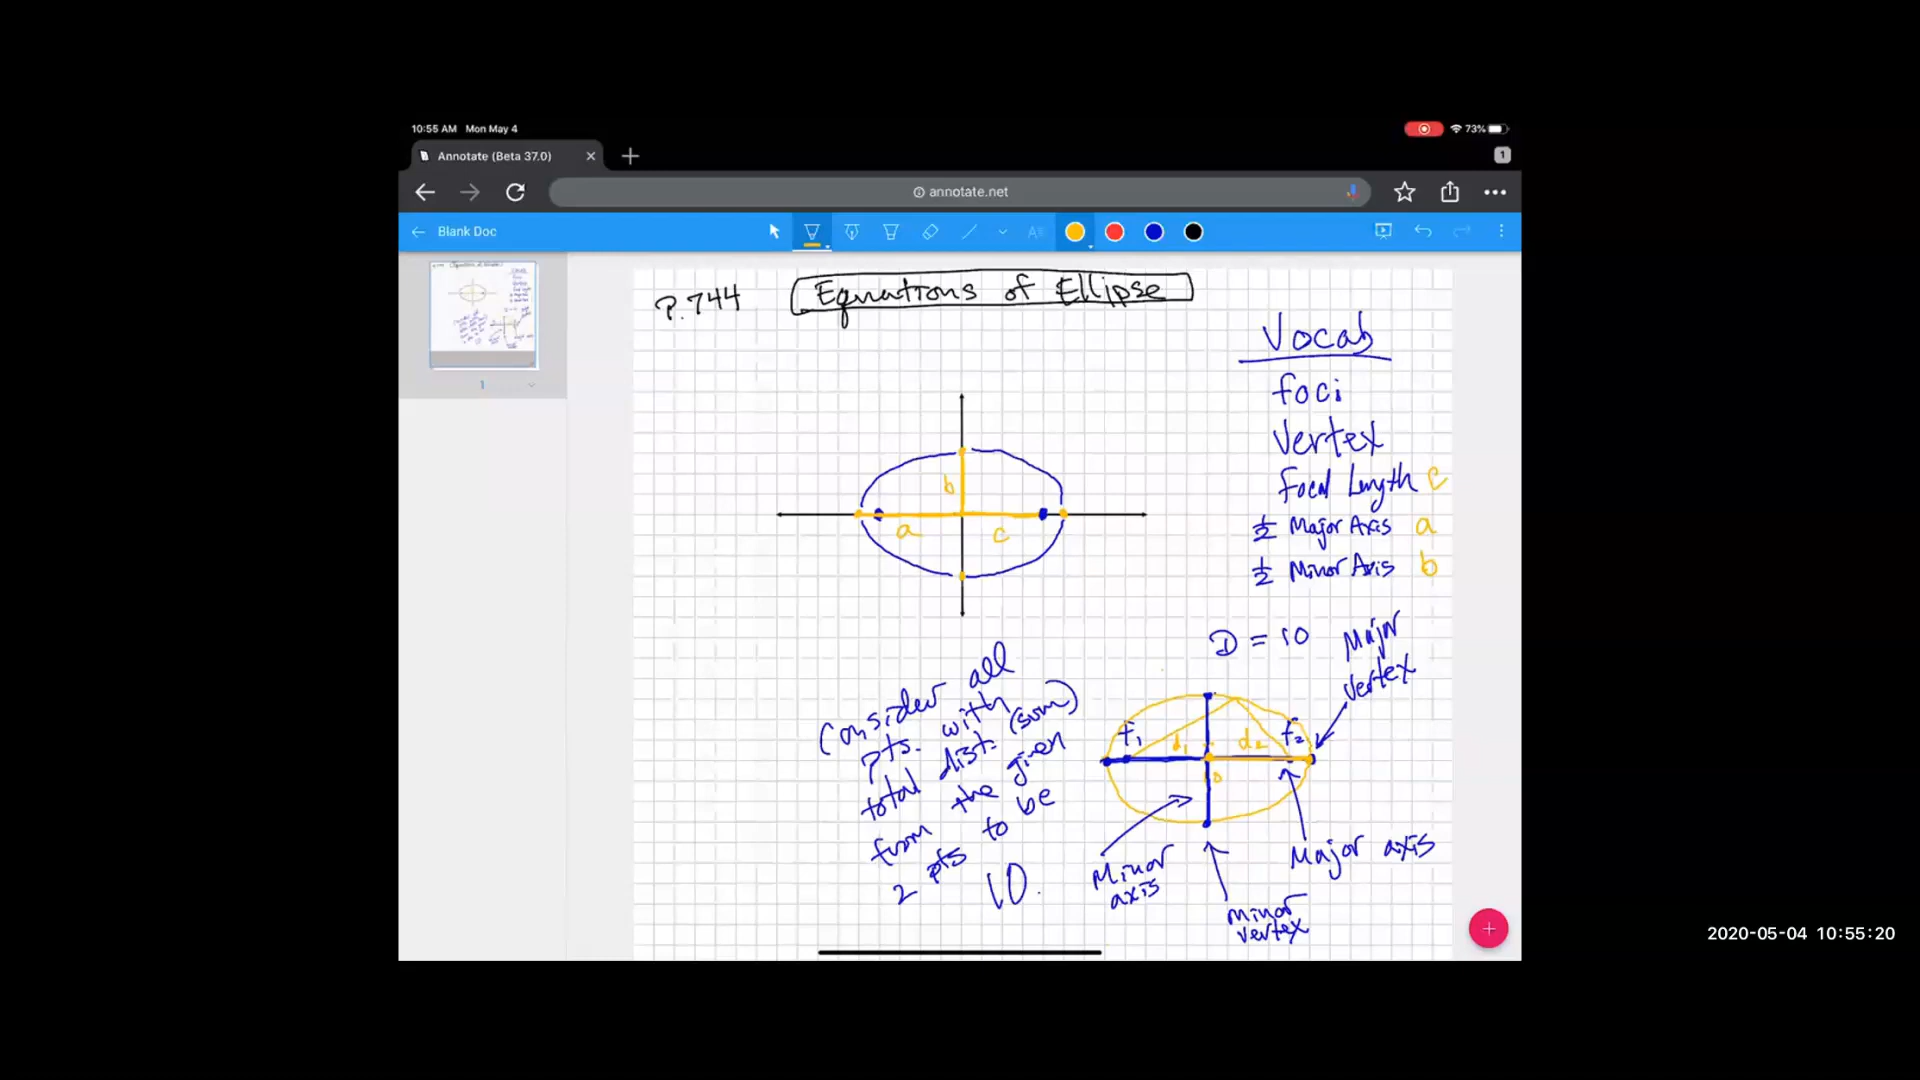 10:55 AM Mon May 4
73%
Annotate (Beta 37.0)
1
annotate.net
Blank Doc
1
P.744 Equations of Ellipse
Vocab
foci
Vertex
Focal Length c
1/2 Major Axis a
1/2 Minor Axis b
b
a
c
D = 10
Major
Vertex
Consider all
pts. with
total dist. (sum)
from the given
2 pts to be
10.
f1
d1
d2
f2
Minor
axis
Minor
Vertex
Major axis
2020-05-04 10:55:20